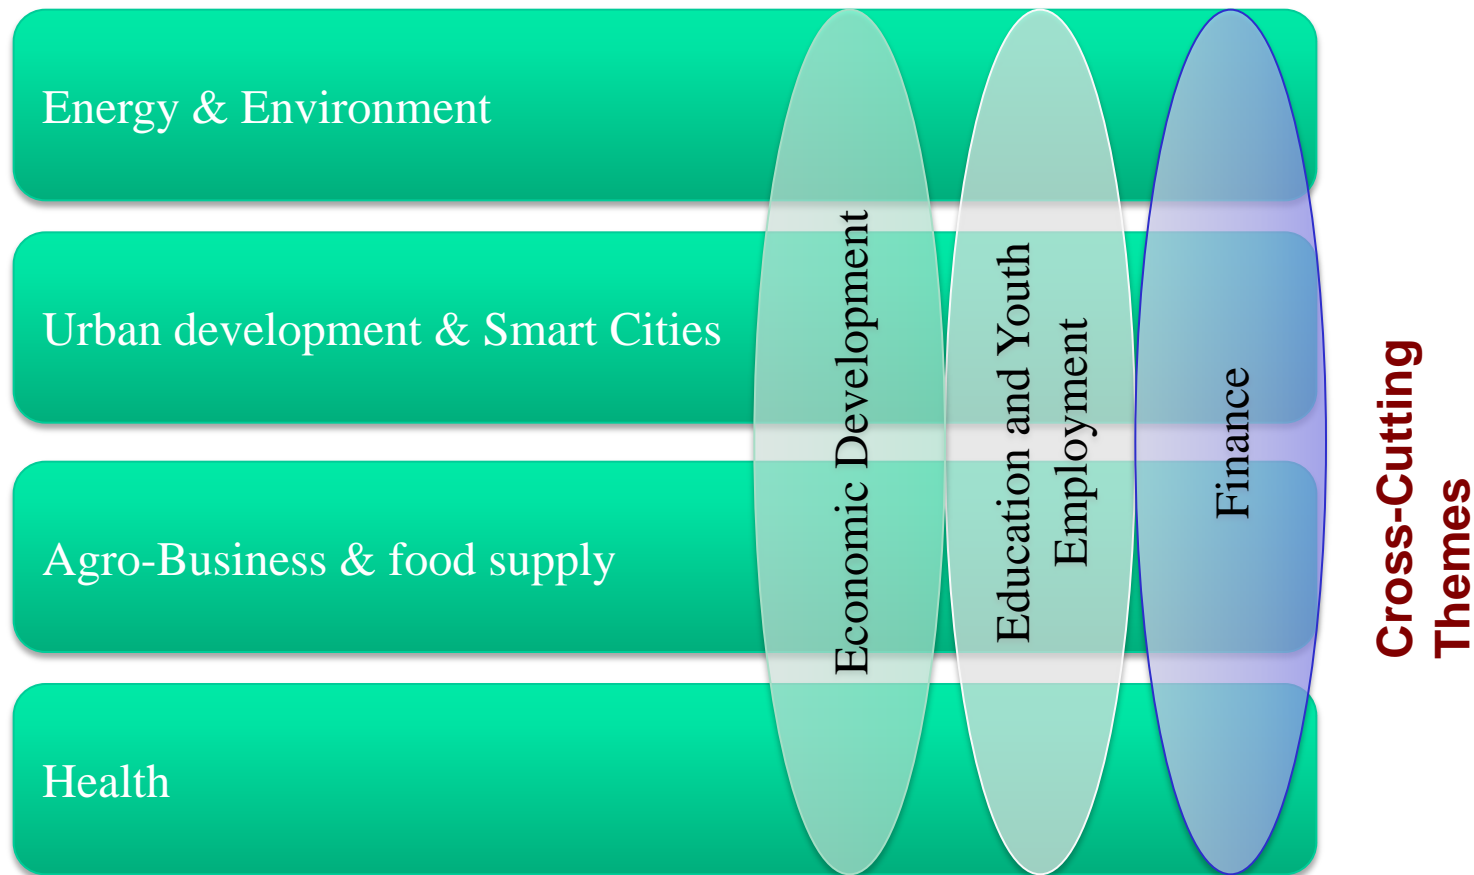 Energy & Environment
Urban development & Smart Cities
Agro-Business & food supply
Health
Economic Development
Education and Youth
Employment
Finance
Cross-Cutting
Themes